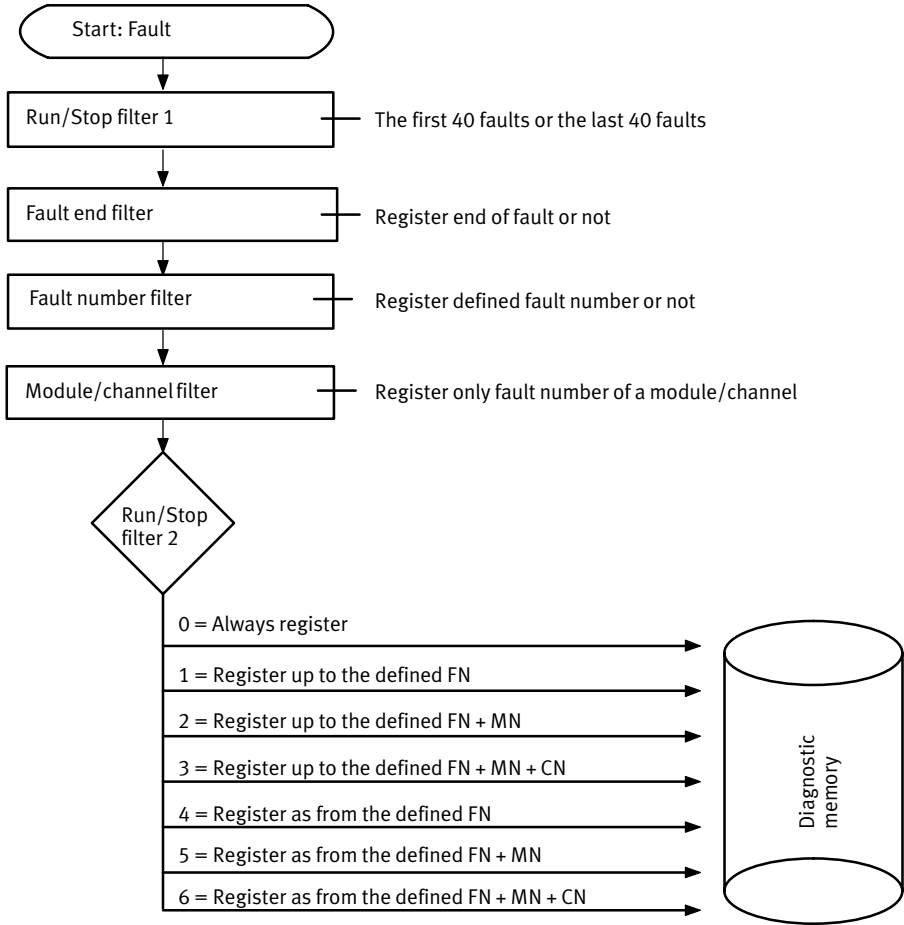 Start: Fault
Run/Stop filter 1
The first 40 faults or the last 40 faults
Fault end filter
Register end of fault or not
Fault number filter
Register defined fault number or not
Module/channel filter
Register only fault number of a module/channel
Run/Stop
filter 2
0 = Always register
1 = Register up to the defined FN
2 = Register up to the defined FN + MN
3 = Register up to the defined FN + MN + CN
4 = Register as from the defined FN
5 = Register as from the defined FN + MN
6 = Register as from the defined FN + MN + CN
Diagnostic
memory